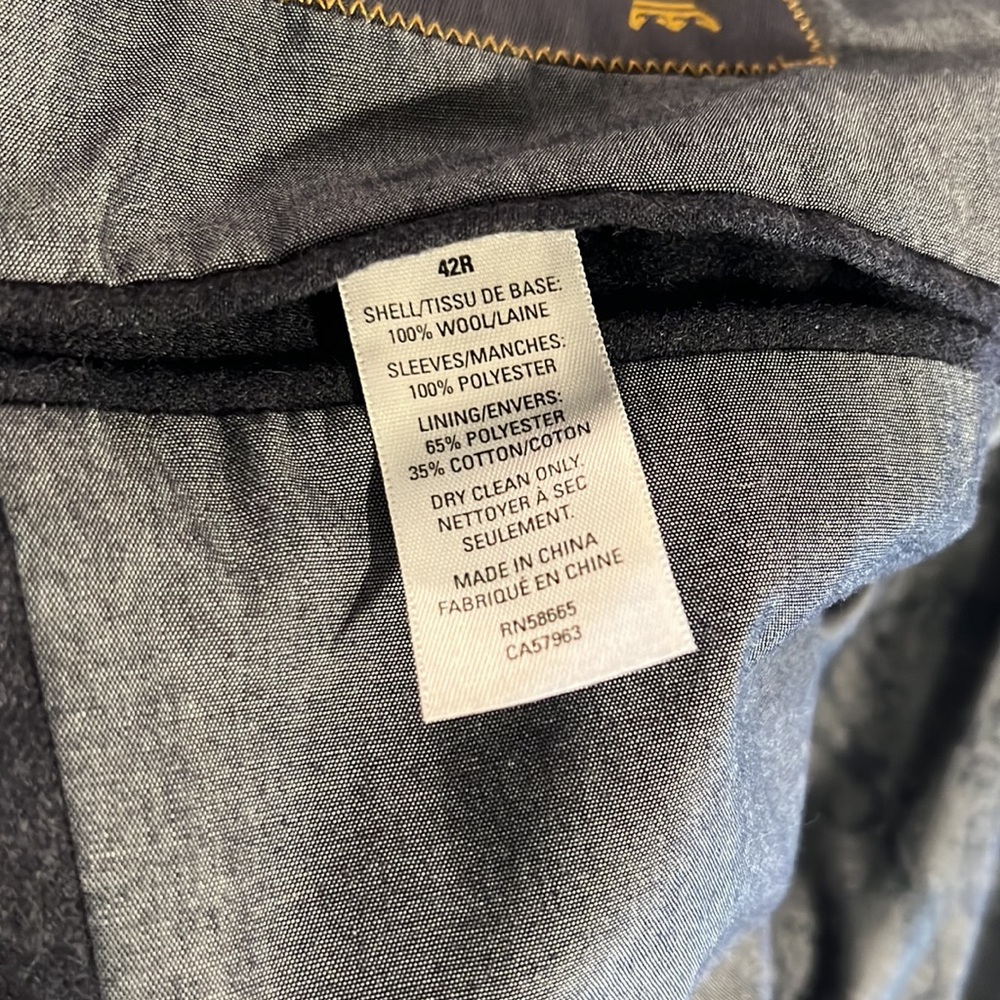 42R
SHELL/TISSU DE BASE:
100% WOOL/LAINE
SLEEVES/MANCHES:
100% POLYESTER
LINING/ENVERS:
65% POLYESTER
35% COTTON/COTON
DRY CLEAN ONLY.
NETTOYER À SEC
SEULEMENT.
MADE IN CHINA
FABRIQUÉ EN CHINE
RN58665
CA57963